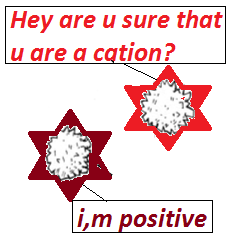 Hey are u sure that
u are a cation?
i,m positive